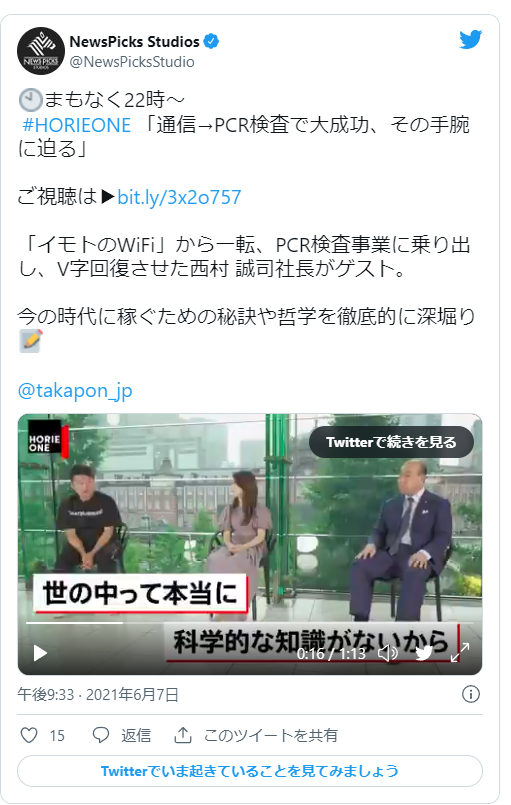 NEWS PICKS
STUDIOS
NewsPicks Studios
@NewsPicksStudio
まもなく22時〜
#HORIEONE 「通信→PCR検査で大成功、その手腕
に迫る」
ご視聴は▶bit.ly/3x2o757
「イモトのWiFi」から一転、PCR検査事業に乗り出
し、V字回復させた西村 誠司社長がゲスト。
今の時代に稼ぐための秘訣や哲学を徹底的に深堀り
@takapon_jp
HORIE
ONE
Twitterで続きを見る
世の中って本当に
科学的な知識がないから
0:16 / 1:13
午後9:33 · 2021年6月7日
15 返信 このツイートを共有
Twitterでいま起きていることを見てみましょう